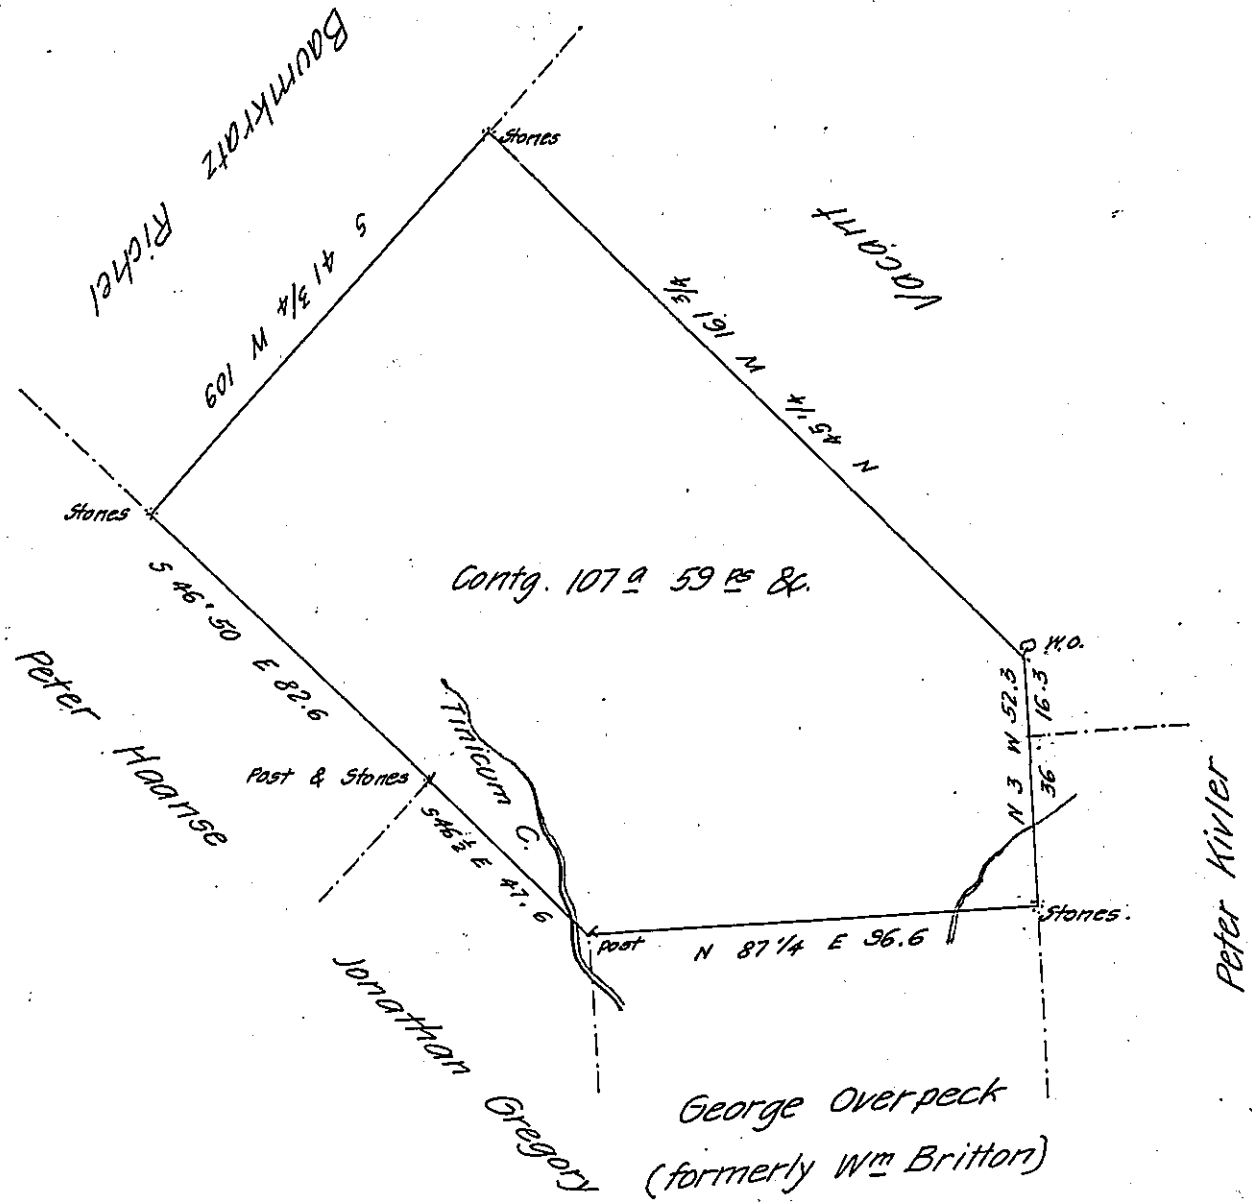 Baumkratz
Richel
Stones
S 41 3/4 W 109
Vacant
N 45 1/4 W 161 3/4
Stones
Contg. 107 a 59 ps &c.
S 46' 50 E 82.6
W.O.
N 3 W 52.3
16.3
36
Peter Haanse
Post & Stones
Tinicum C.
S 46 1/2 E 47.6
Post
N 87 1/4 E 96.6
Stones.
Peter Kivler
Jonathan Gregory
George Overpeck
(formerly Wm Britton)